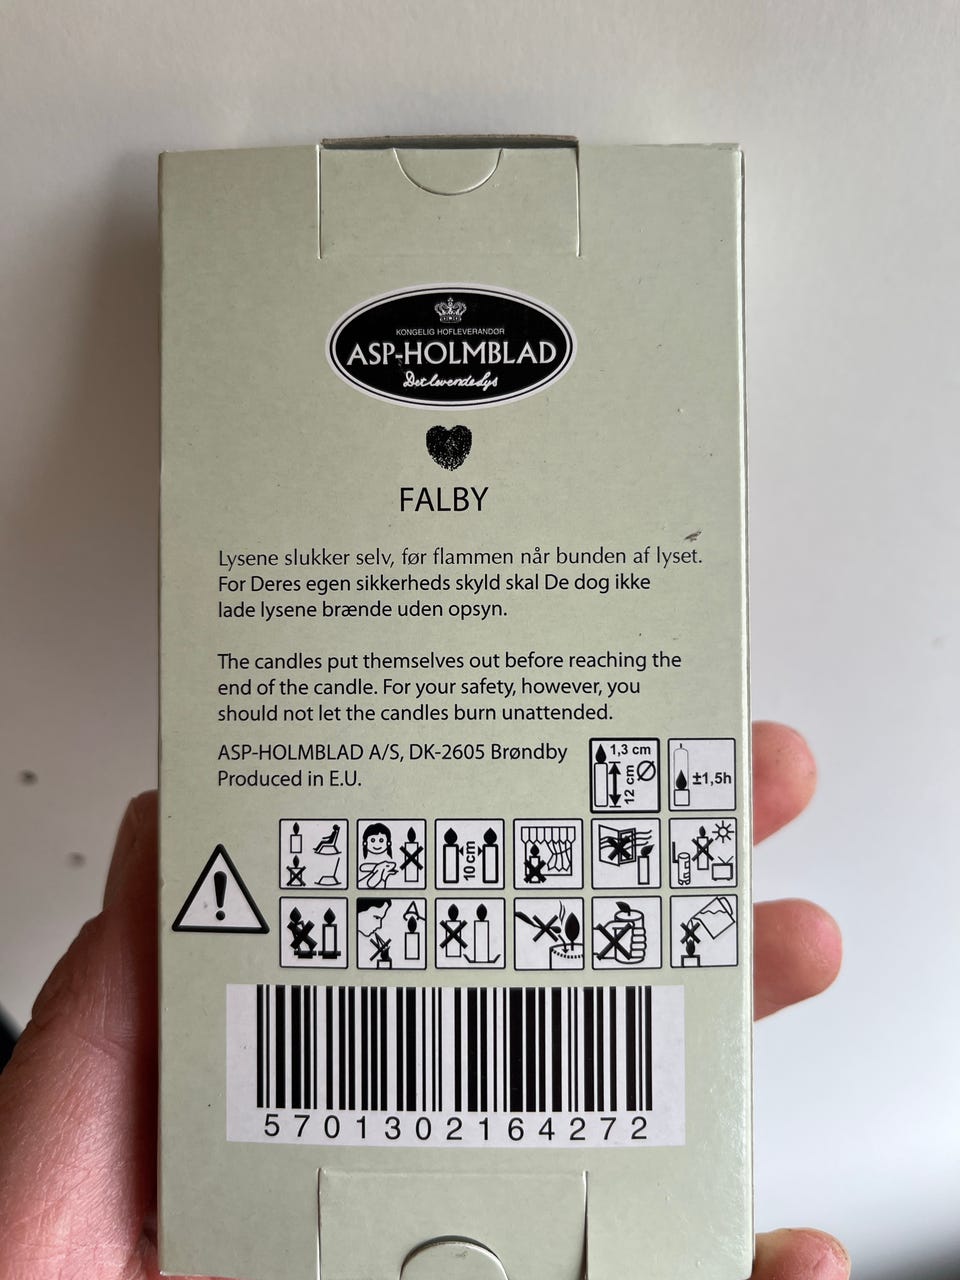 KONGELIG HOFLEVERANDØR
ASP-HOLMBLAD
Det levende Lys
FALBY
Lysene slukker selv, før flammen når bunden af lyset.
For Deres egen sikkerheds skyld skal De dog ikke
lade lysene brænde uden opsyn.
The candles put themselves out before reaching the
end of the candle. For your safety, however, you
should not let the candles burn unattended.
ASP-HOLMBLAD A/S, DK-2605 Brøndby
Produced in E.U.
1,3 cm
Ø
12 cm
±1,5h
10 cm
!
5701302164272